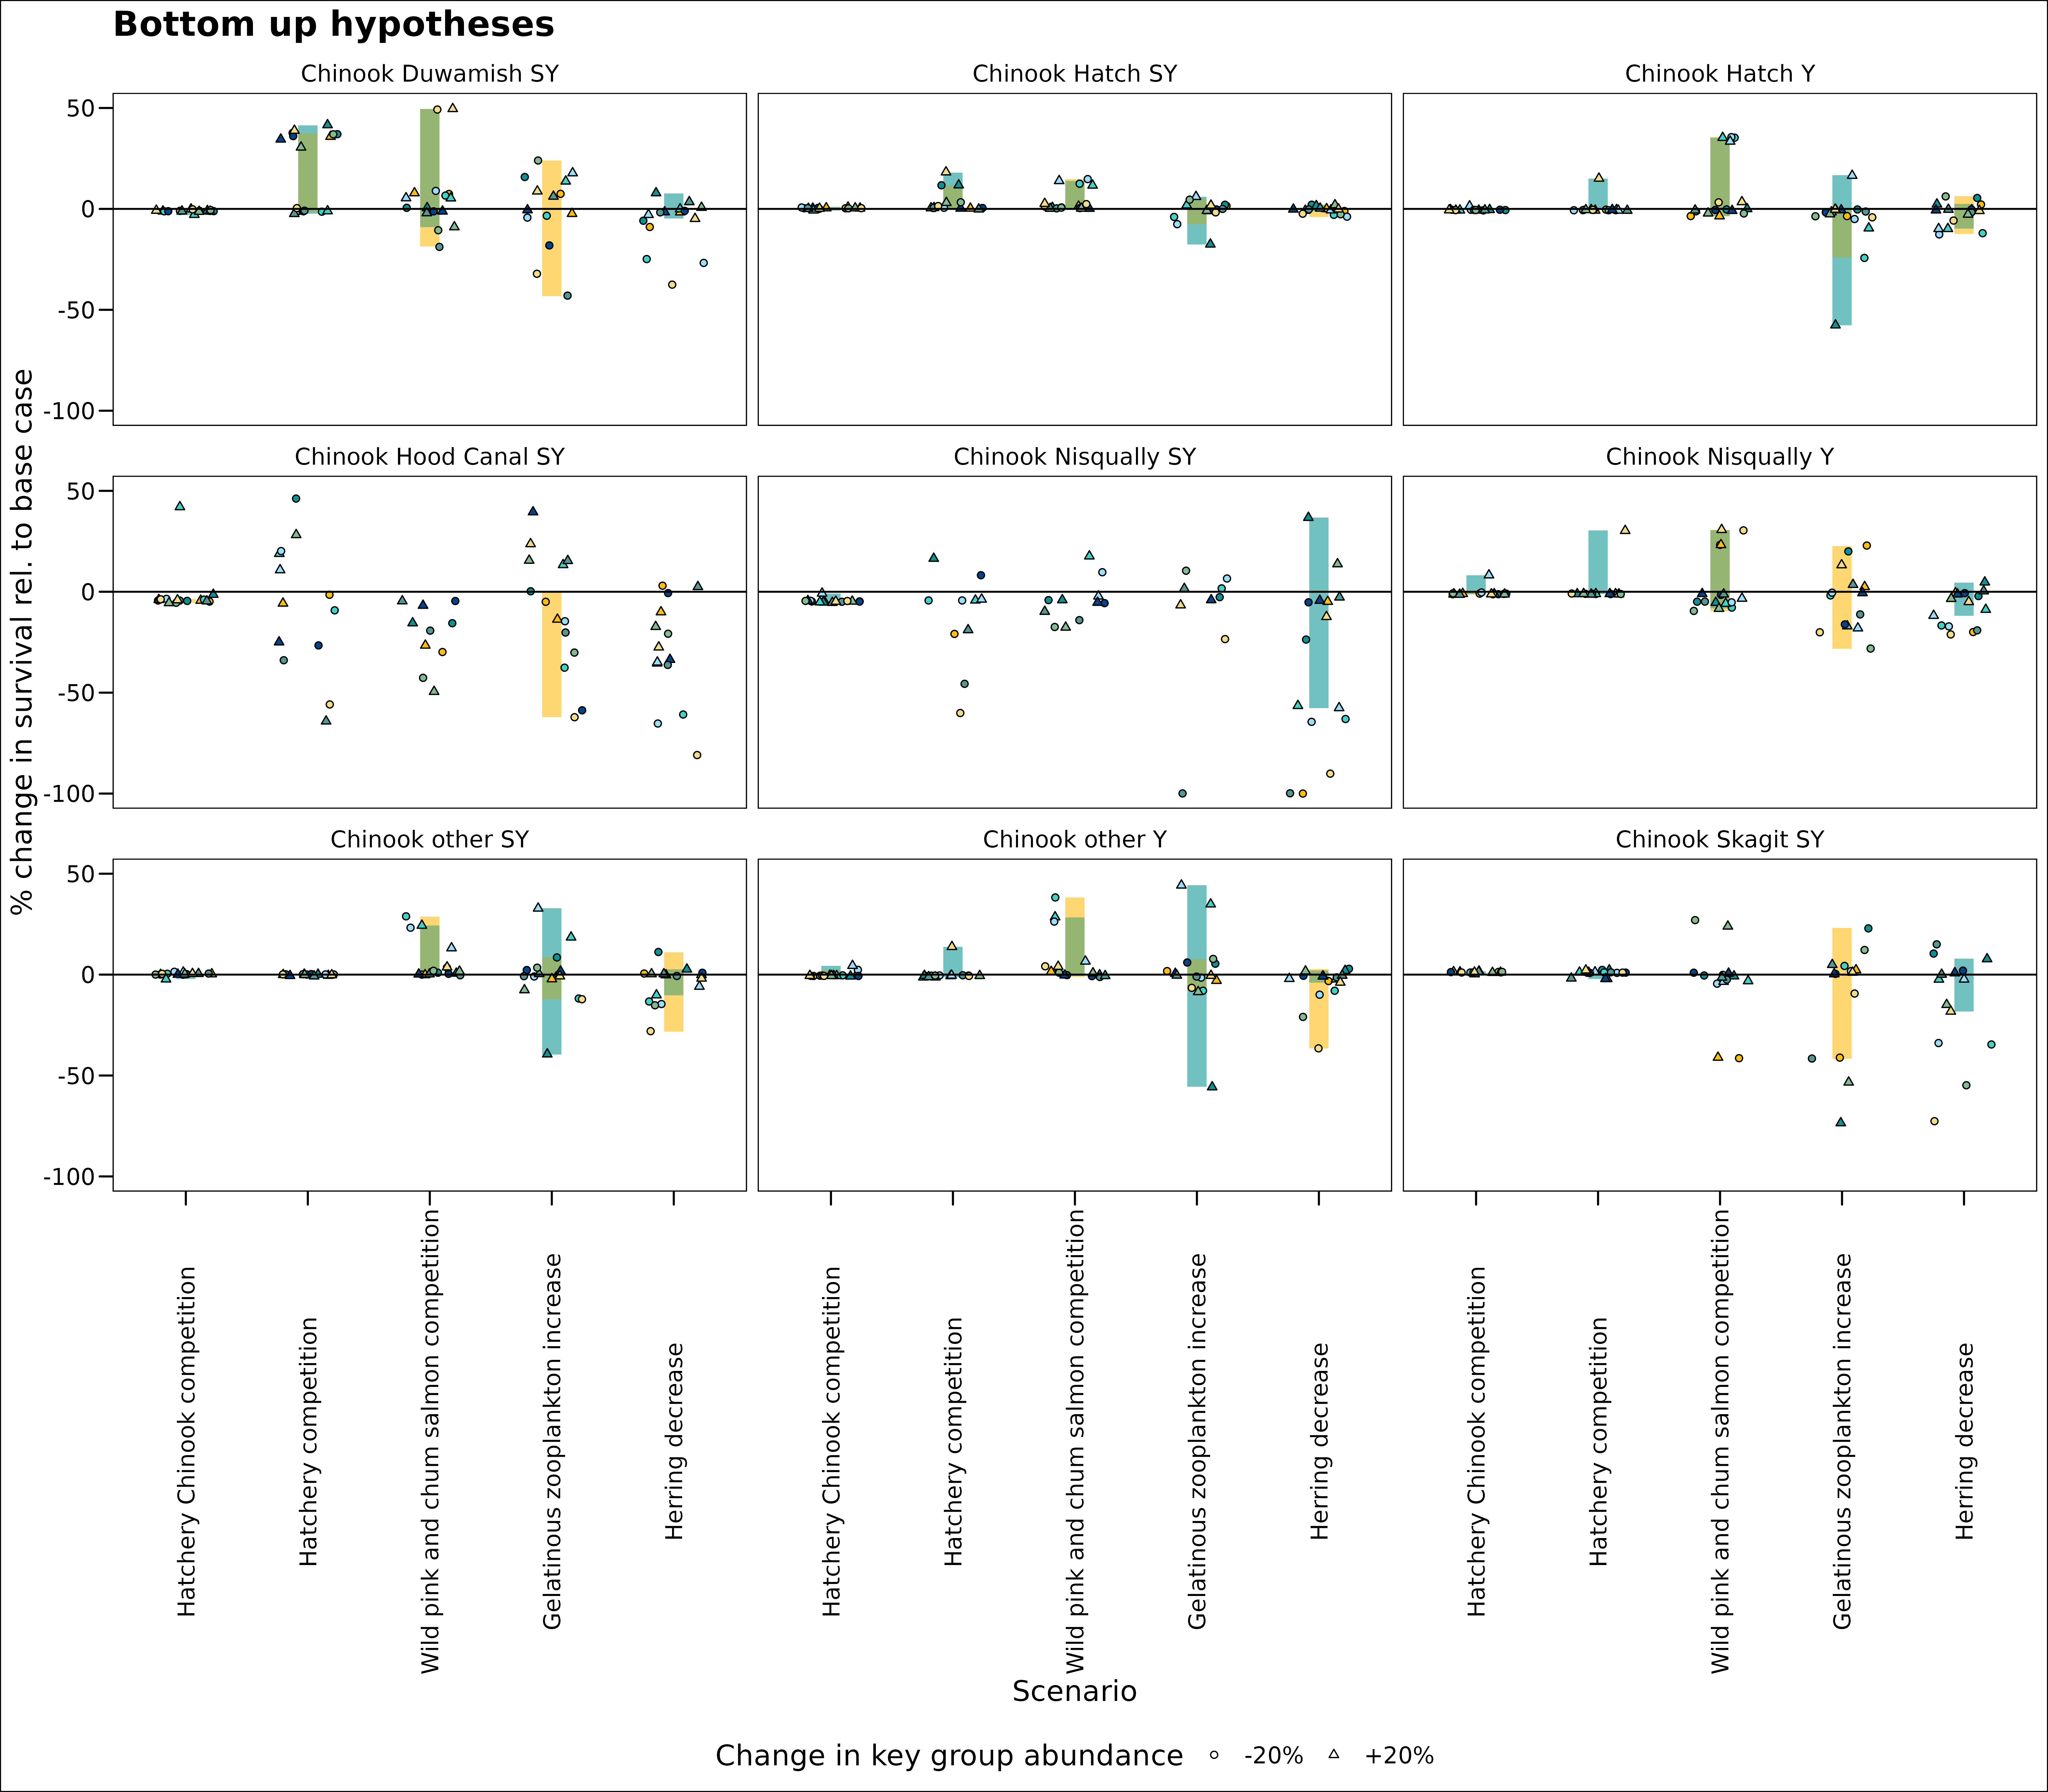 Bottom up hypotheses
Chinook Duwamish SY
Chinook Hatch SY
Chinook Hatch Y
50
0
-50
-100
Chinook Hood Canal SY
Chinook Nisqually SY
Chinook Nisqually Y
50
0
-50
-100
Chinook other SY
Chinook other Y
Chinook Skagit SY
50
0
-50
-100
% change in survival rel. to base case
Hatchery Chinook competition
Hatchery competition
Wild pink and chum salmon competition
Gelatinous zooplankton increase
Herring decrease
Hatchery Chinook competition
Hatchery competition
Wild pink and chum salmon competition
Gelatinous zooplankton increase
Herring decrease
Hatchery Chinook competition
Hatchery competition
Wild pink and chum salmon competition
Gelatinous zooplankton increase
Herring decrease
Scenario
Change in key group abundance -20% +20%